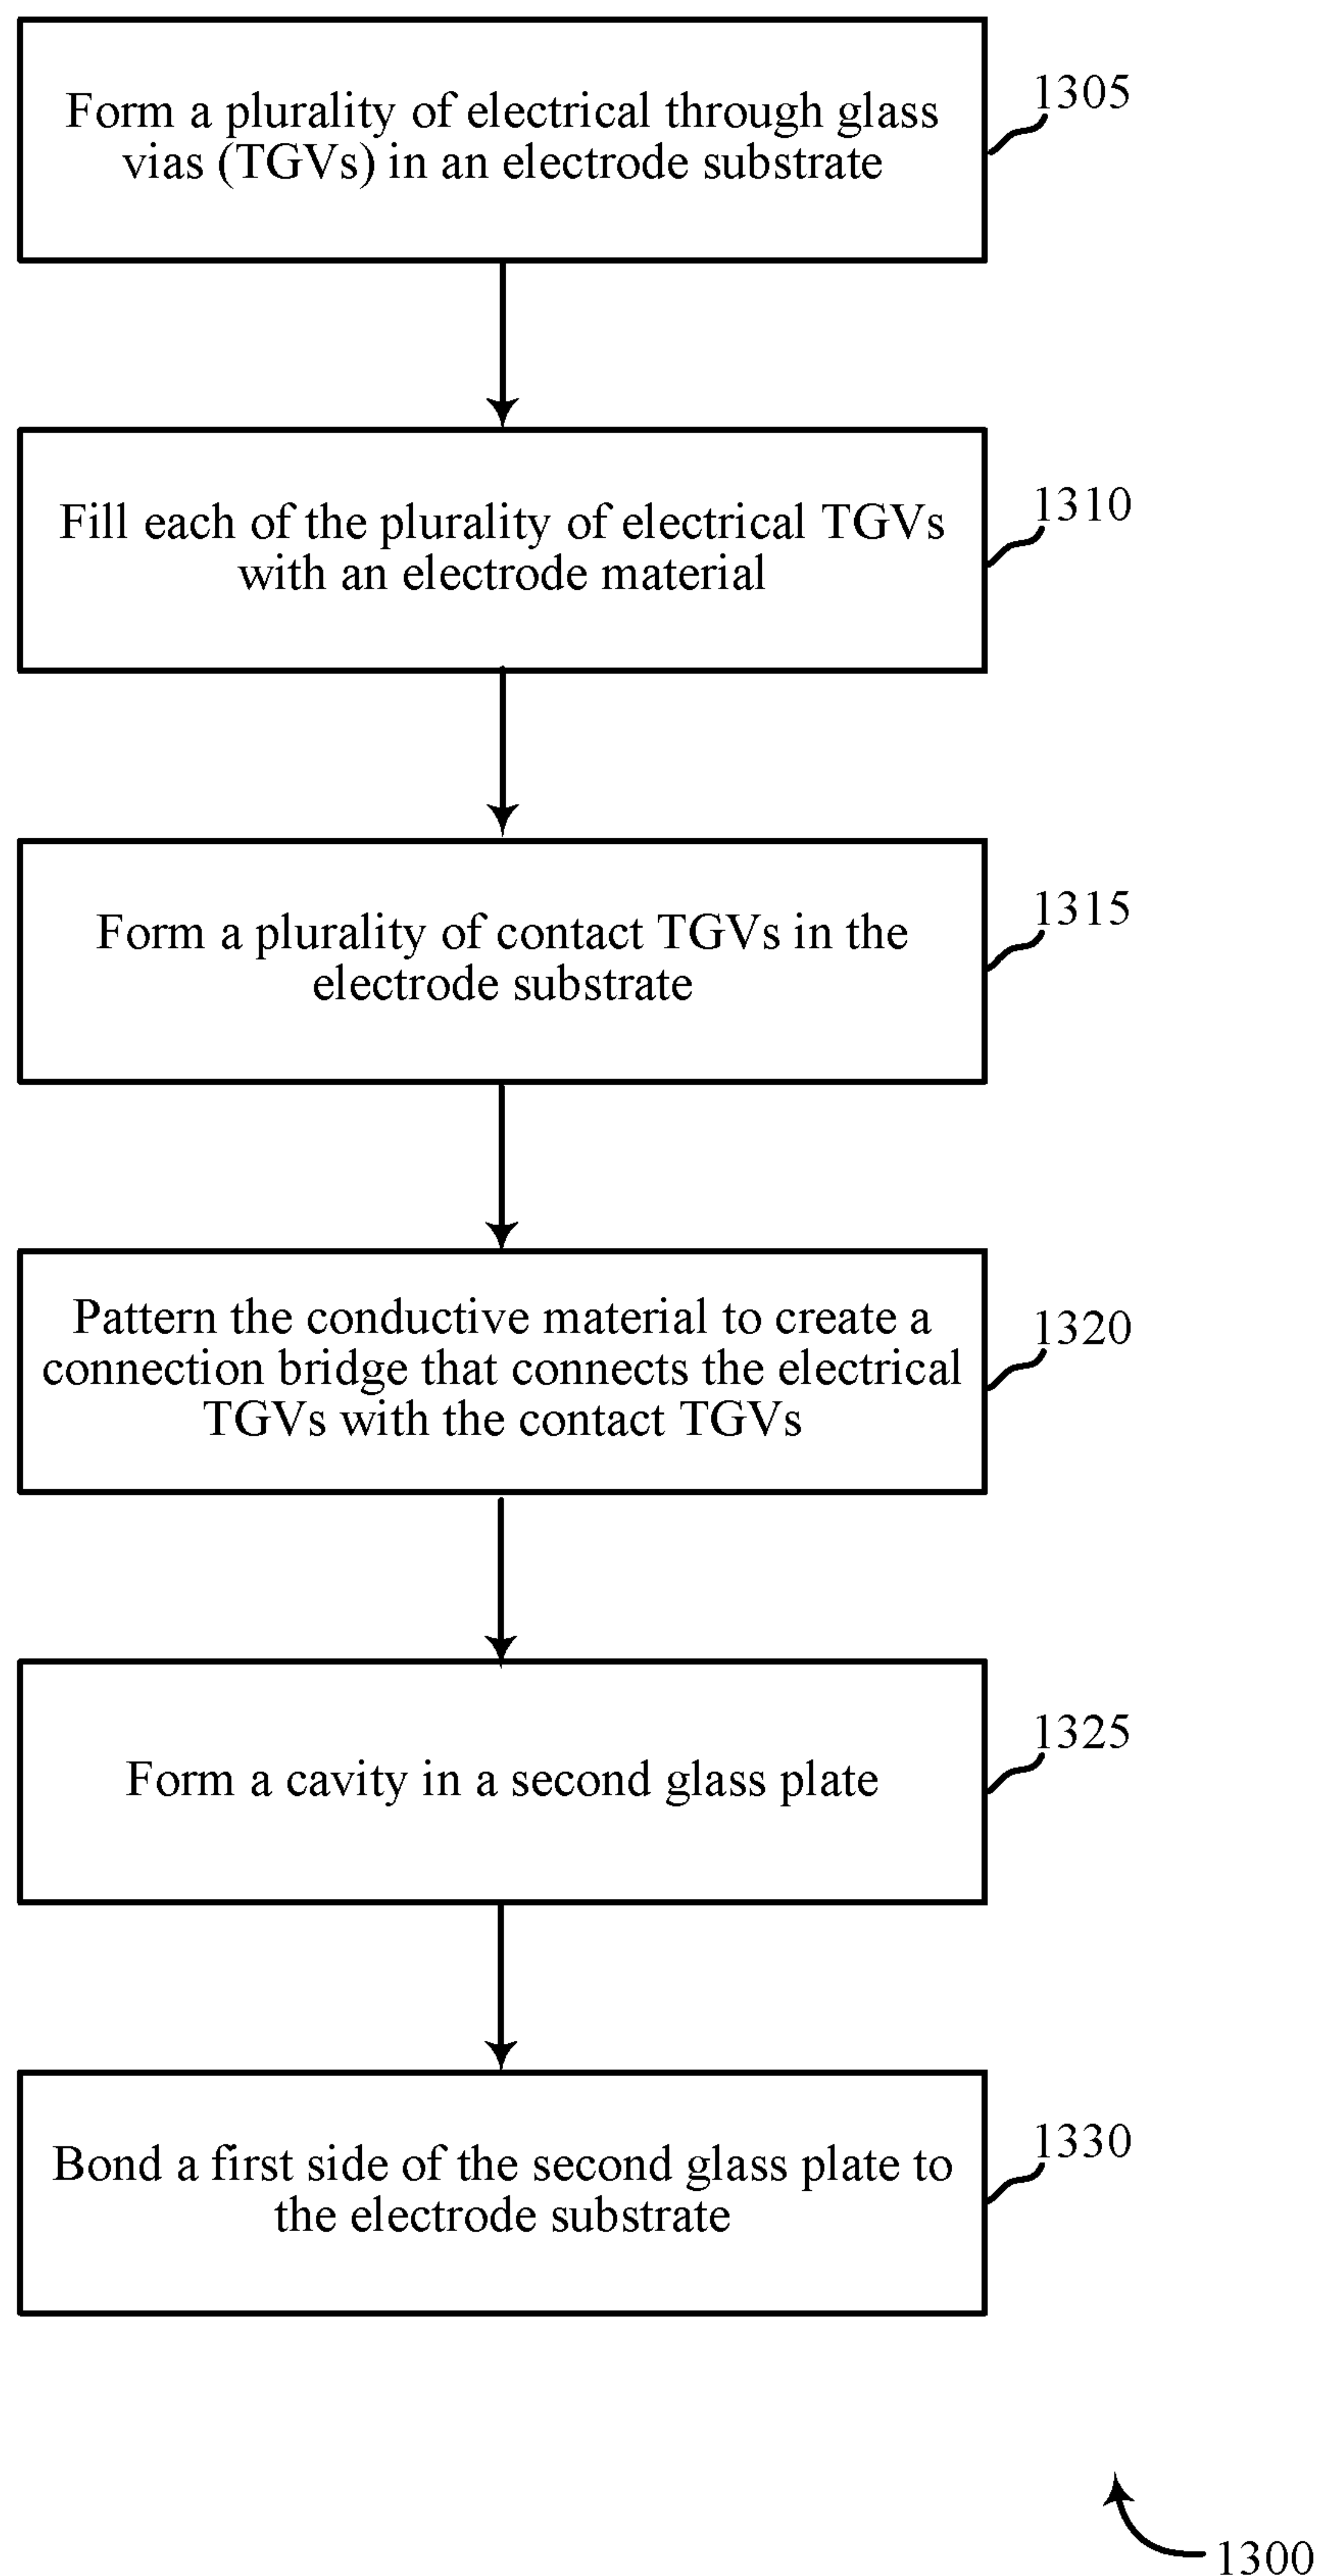 Form a plurality of electrical through glass
vias (TGVs) in an electrode substrate
1305
Fill each of the plurality of electrical TGVs
with an electrode material
1310
Form a plurality of contact TGVs in the
electrode substrate
1315
Pattern the conductive material to create a
connection bridge that connects the electrical
TGVs with the contact TGVs
1320
Form a cavity in a second glass plate
1325
Bond a first side of the second glass plate to
the electrode substrate
1330
1300